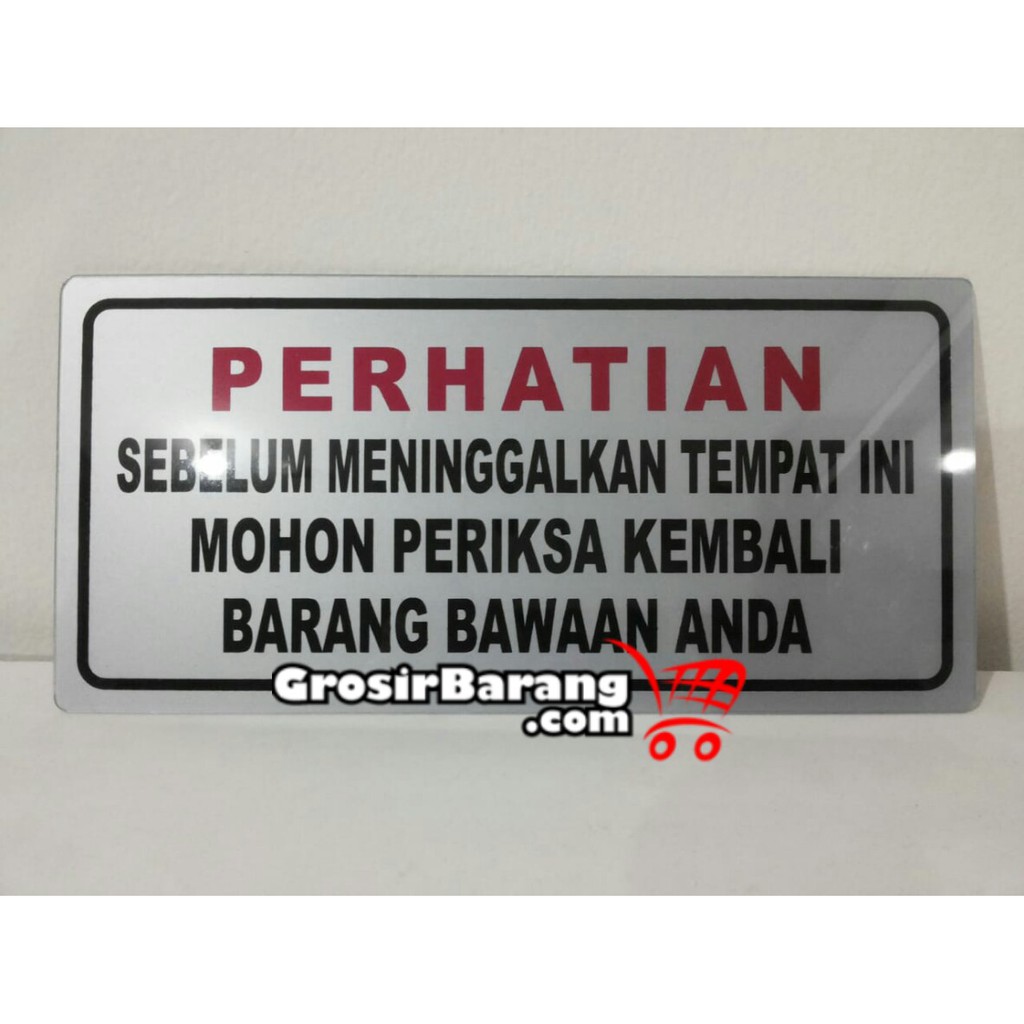 PERHATIAN
SEBELUM MENINGGALKAN TEMPAT INI
MOHON PERIKSA KEMBALI
BARANG BAWAAN ANDA
GrosirBarang
.com